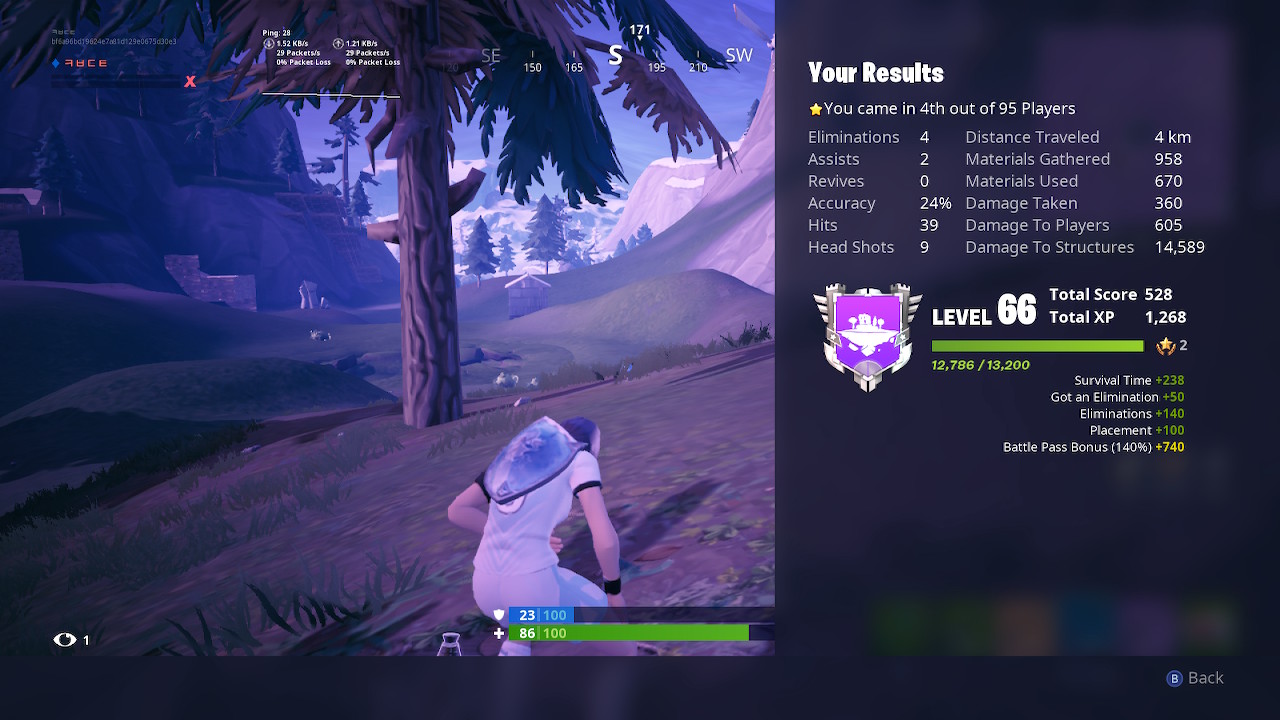 ㅋㅂㄷㅌ
Ping: 28
1.52 KB/s 1.21 KB/s
29 Packets/s 29 Packets/s
0% Packet Loss 0% Packet Loss
171
SE 150 165 S 195 210 SW
Your Results
You came in 4th out of 95 Players
Eliminations 4 Distance Traveled 4 km
Assists 2 Materials Gathered 958
Revives 0 Materials Used 670
Accuracy 24% Damage Taken 360
Hits 39 Damage To Players 605
Head Shots 9 Damage To Structures 14,589
LEVEL 66
Total Score 528
Total XP 1,268
2
12,786 / 13,200
Survival Time +238
Got an Elimination +50
Eliminations +140
Placement +100
Battle Pass Bonus (140%) +740
23 | 100
86 | 100
1
B Back